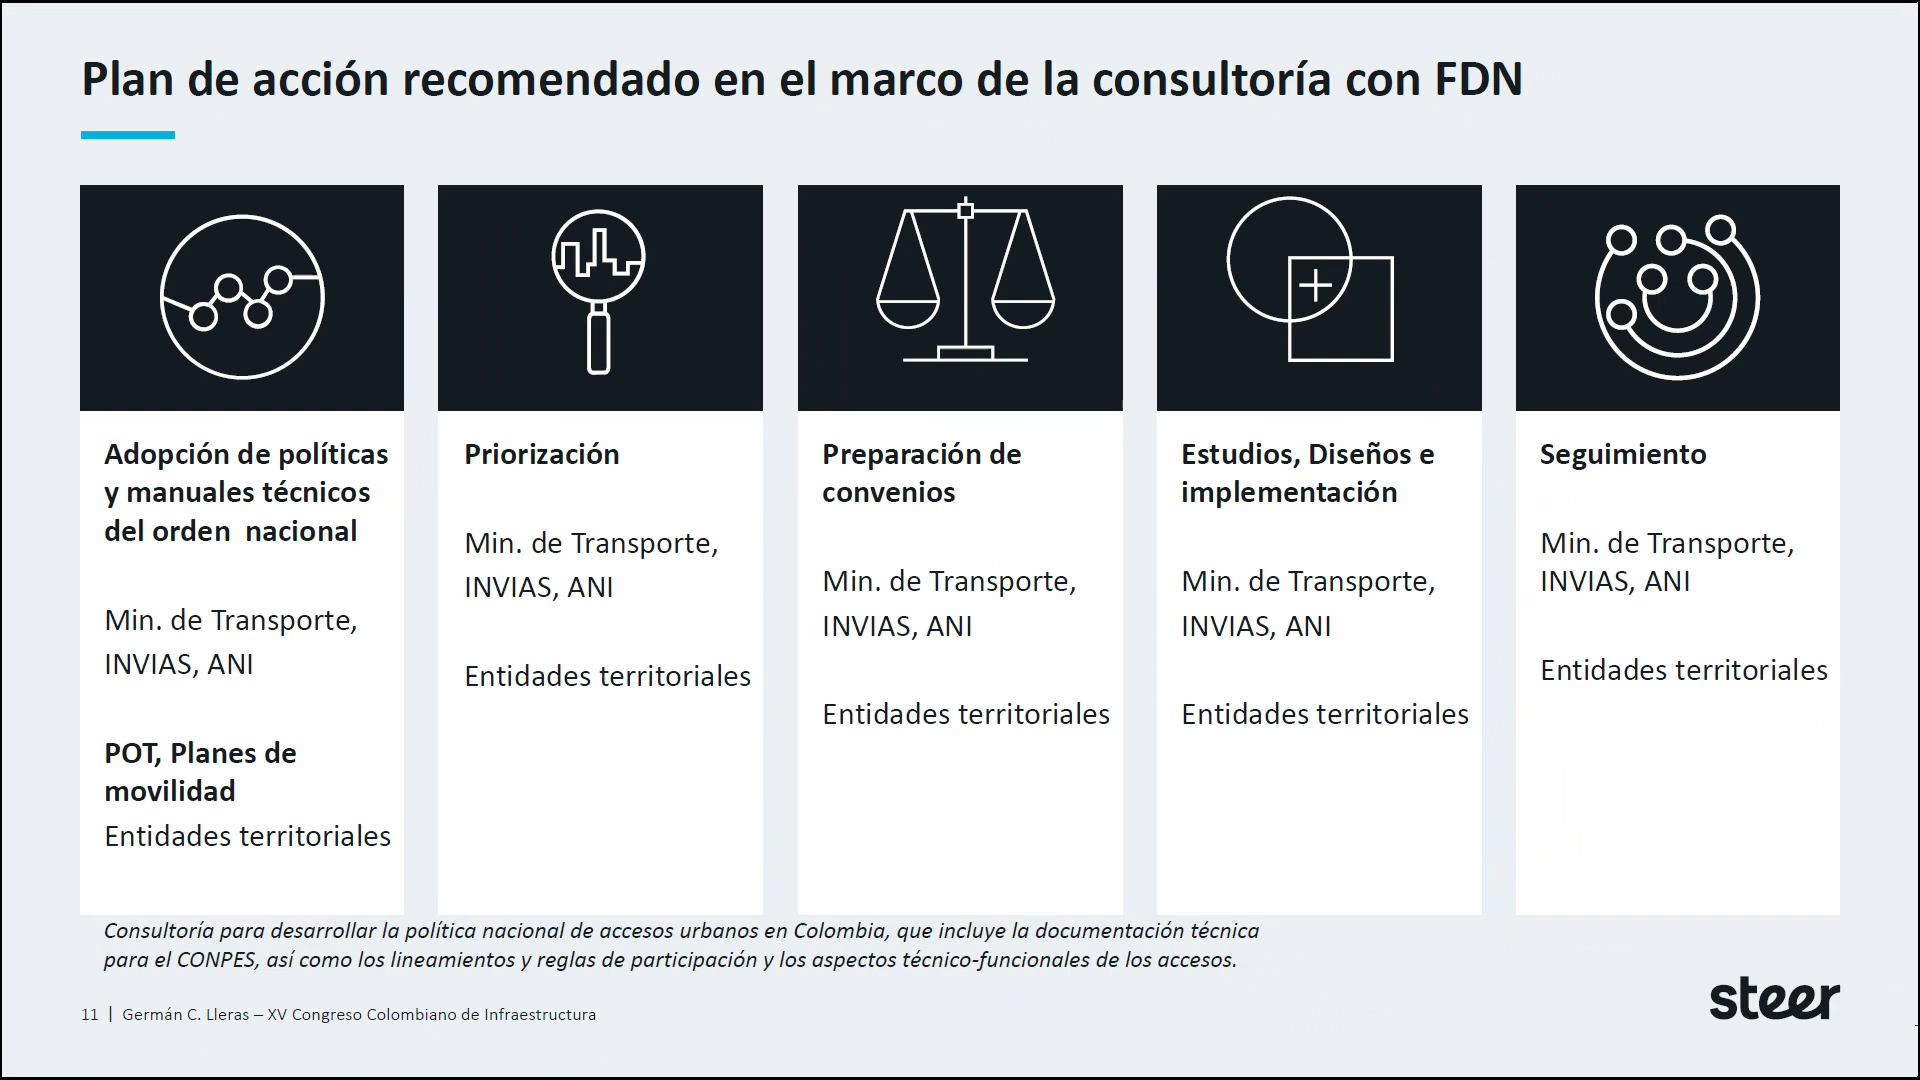 Plan de acción recomendado en el marco de la consultoría con FDN
Adopción de políticas
y manuales técnicos
del orden  nacional
Min. de Transporte,
INVIAS, ANI
POT, Planes de
movilidad
Entidades territoriales
Priorización
Min. de Transporte,
INVIAS, ANI
Entidades territoriales
Preparación de
convenios
Min. de Transporte,
INVIAS, ANI
Entidades territoriales
Estudios, Diseños e
implementación
Min. de Transporte,
INVIAS, ANI
Entidades territoriales
Seguimiento
Min. de Transporte,
INVIAS, ANI
Entidades territoriales
Consultoría para desarrollar la política nacional de accesos urbanos en Colombia, que incluye la documentación técnica
para el CONPES, así como los lineamientos y reglas de participación y los aspectos técnico-funcionales de los accesos.
11 | Germán C. Lleras – XV Congreso Colombiano de Infraestructura
steer